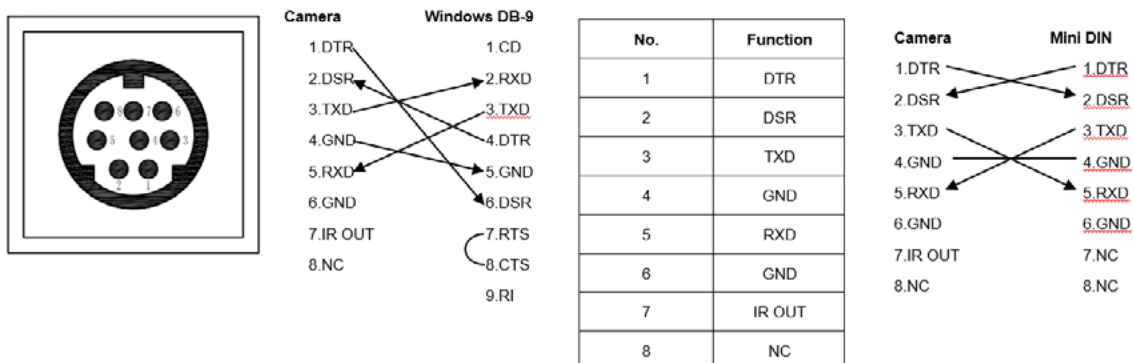 8 7 6
5 4 3
2 1
Camera Windows DB-9
1.DTR 1.CD
2.DSR 2.RXD
3.TXD 3.TXD
4.GND 4.DTR
5.RXD 5.GND
6.GND 6.DSR
7.IR OUT 7.RTS
8.NC 8.CTS
9.RI
No. Function
1 DTR
2 DSR
3 TXD
4 GND
5 RXD
6 GND
7 IR OUT
8 NC
Camera Mini DIN
1.DTR 1.DTR
2.DSR 2.DSR
3.TXD 3.TXD
4.GND 4.GND
5.RXD 5.RXD
6.GND 6.GND
7.IR OUT 7.NC
8.NC 8.NC